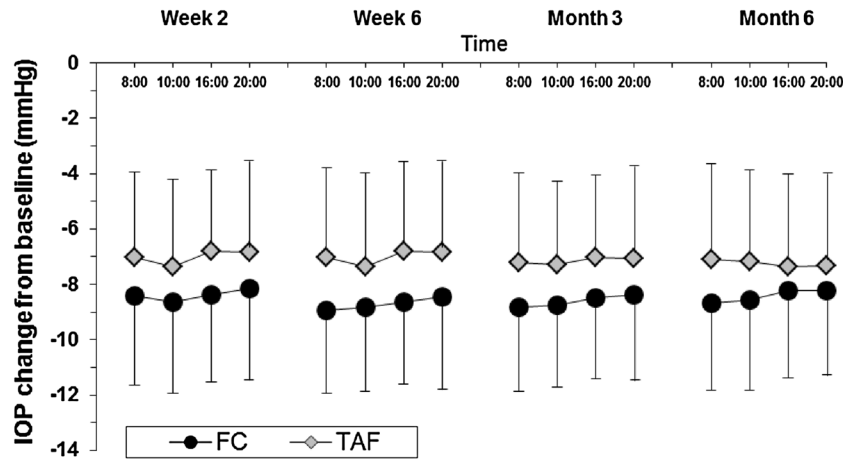 Week 2 Week 6 Month 3 Month 6
Time
0
8:00 10:00 16:00 20:00 8:00 10:00 16:00 20:00 8:00 10:00 16:00 20:00 8:00 10:00 16:00 20:00
-2
-4
-6
-8
-10
-12
-14
IOP change from baseline (mmHg)
FC TAF